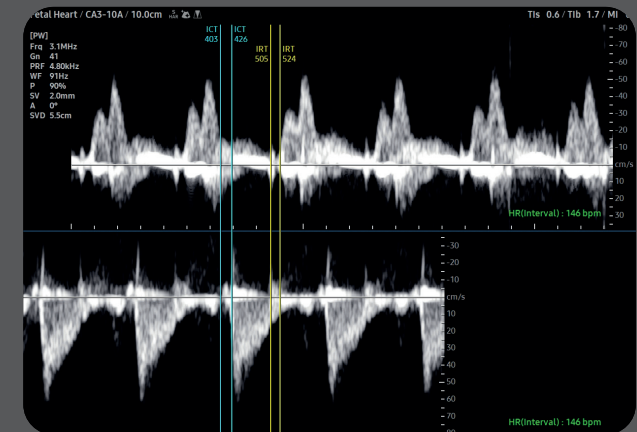 etal Heart / CA3-10A / 10.0cm
TIs 0.6 / TIb 1.7 / MI
[PW]
Frq 3.1MHz
Gn 41
PRF 4.80kHz
WF 91Hz
P 90%
SV 2.0mm
A 0°
SVD 5.5cm
ICT 403
ICT 426
IRT 505
IRT 524
-80
-70
-60
-50
-40
-30
-20
-10
cm/s
10
20
30
HR(Interval) : 146 bpm
-30
-20
-10
cm/s
10
20
30
40
50
60
70
80
HR(Interval) : 146 bpm